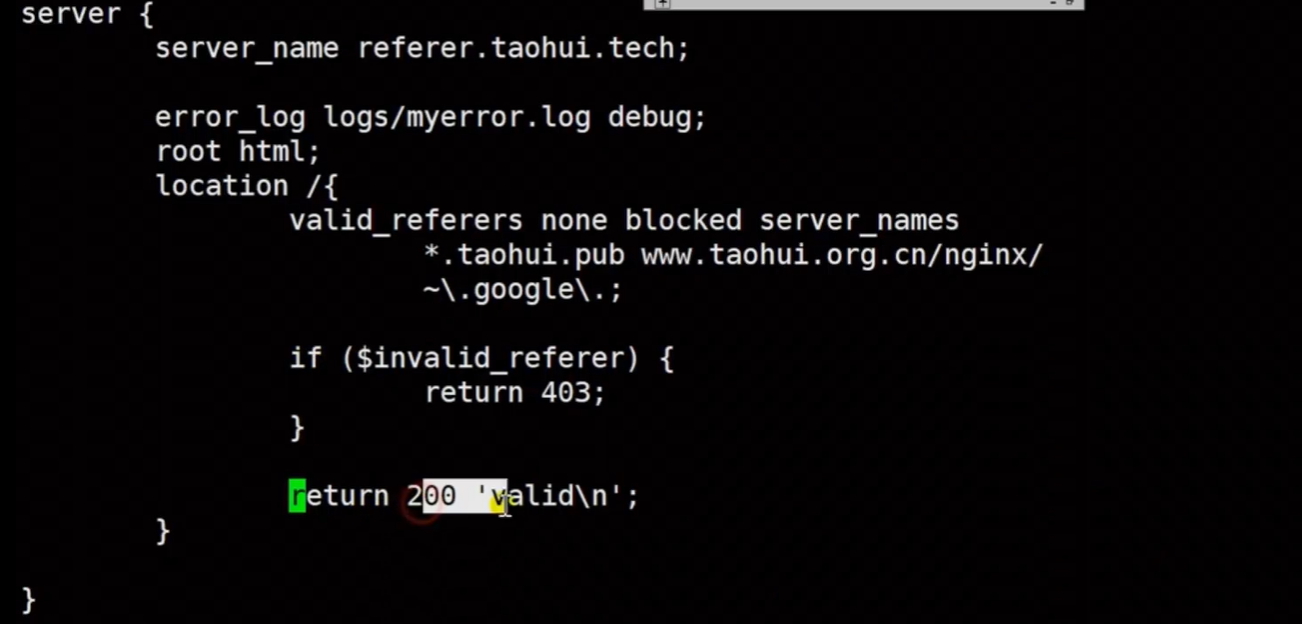 server {
server_name referer.taohui.tech;
error_log logs/myerror.log debug;
root html;
location /{
valid_referers none blocked server_names
*.taohui.pub www.taohui.org.cn/nginx/
~\.google\.;
if ($invalid_referer) {
return 403;
}
return 200 'valid\n';
}
}